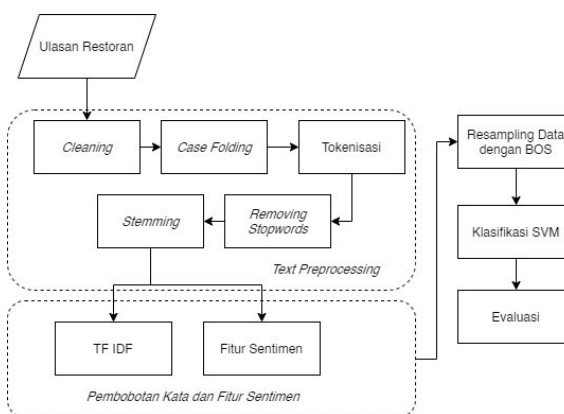 Ulasan Restoran
Cleaning
Case Folding
Tokenisasi
Stemming
Removing
Stopwords
Text Preprocessing
TF IDF
Fitur Sentimen
Pembobotan Kata dan Fitur Sentimen
Resampling Data
dengan BOS
Klasifikasi SVM
Evaluasi